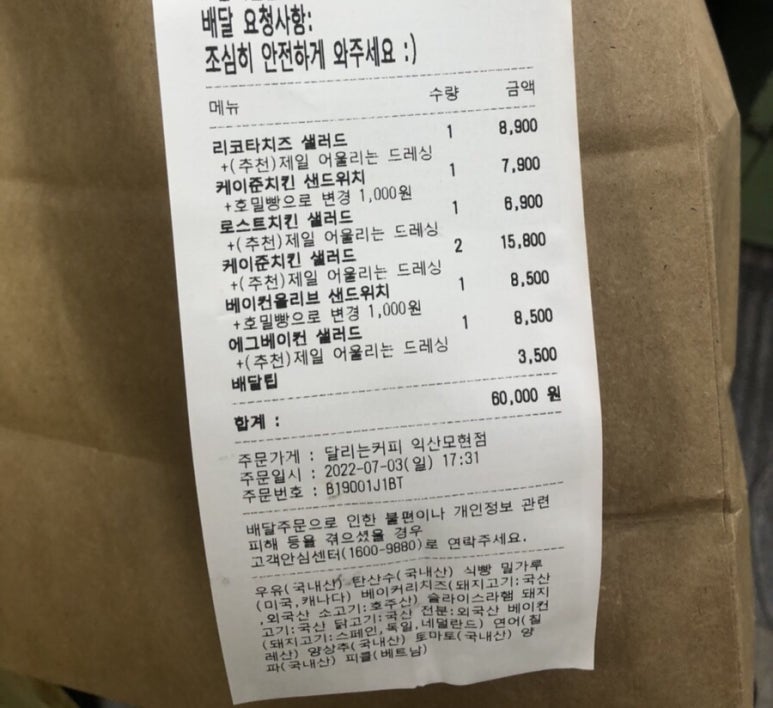 배달 요청사항:
조심히 안전하게 와주세요 :)
메뉴 수량 금액
리코타치즈 샐러드 1 8,900
+(추천)제일 어울리는 드레싱
케이준치킨 샌드위치 1 7,900
+호밀빵으로 변경 1,000원
로스트치킨 샐러드 1 6,900
+(추천)제일 어울리는 드레싱
케이준치킨 샐러드 2 15,800
+(추천)제일 어울리는 드레싱
베이컨올리브 샌드위치 1 8,500
+호밀빵으로 변경 1,000원
에그베이컨 샐러드 1 8,500
+(추천)제일 어울리는 드레싱
배달팁 3,500
합계 : 60,000 원
주문가게 : 달리는커피 익산모현점
주문일시 : 2022-07-03(일) 17:31
주문번호 : B19001J1BT
배달주문으로 인한 불편이나 개인정보 관련
피해 등을 겪으셨을 경우
고객안심센터(1600-9880)로 연락주세요.
우유(국내산) 탄산수(국내산) 식빵 밀가루
(미국,캐나다) 베이커리치즈(돼지고기:국산
,외국산 소고기:호주산) 슬라이스라햄 돼지
고기:국산 닭고기:국산 전분:외국산 베이컨
(돼지고기:스페인,독일,네덜란드) 연어(칠
레산) 양상추(국내산) 토마토(국내산) 양
파(국내산) 피클(베트남)